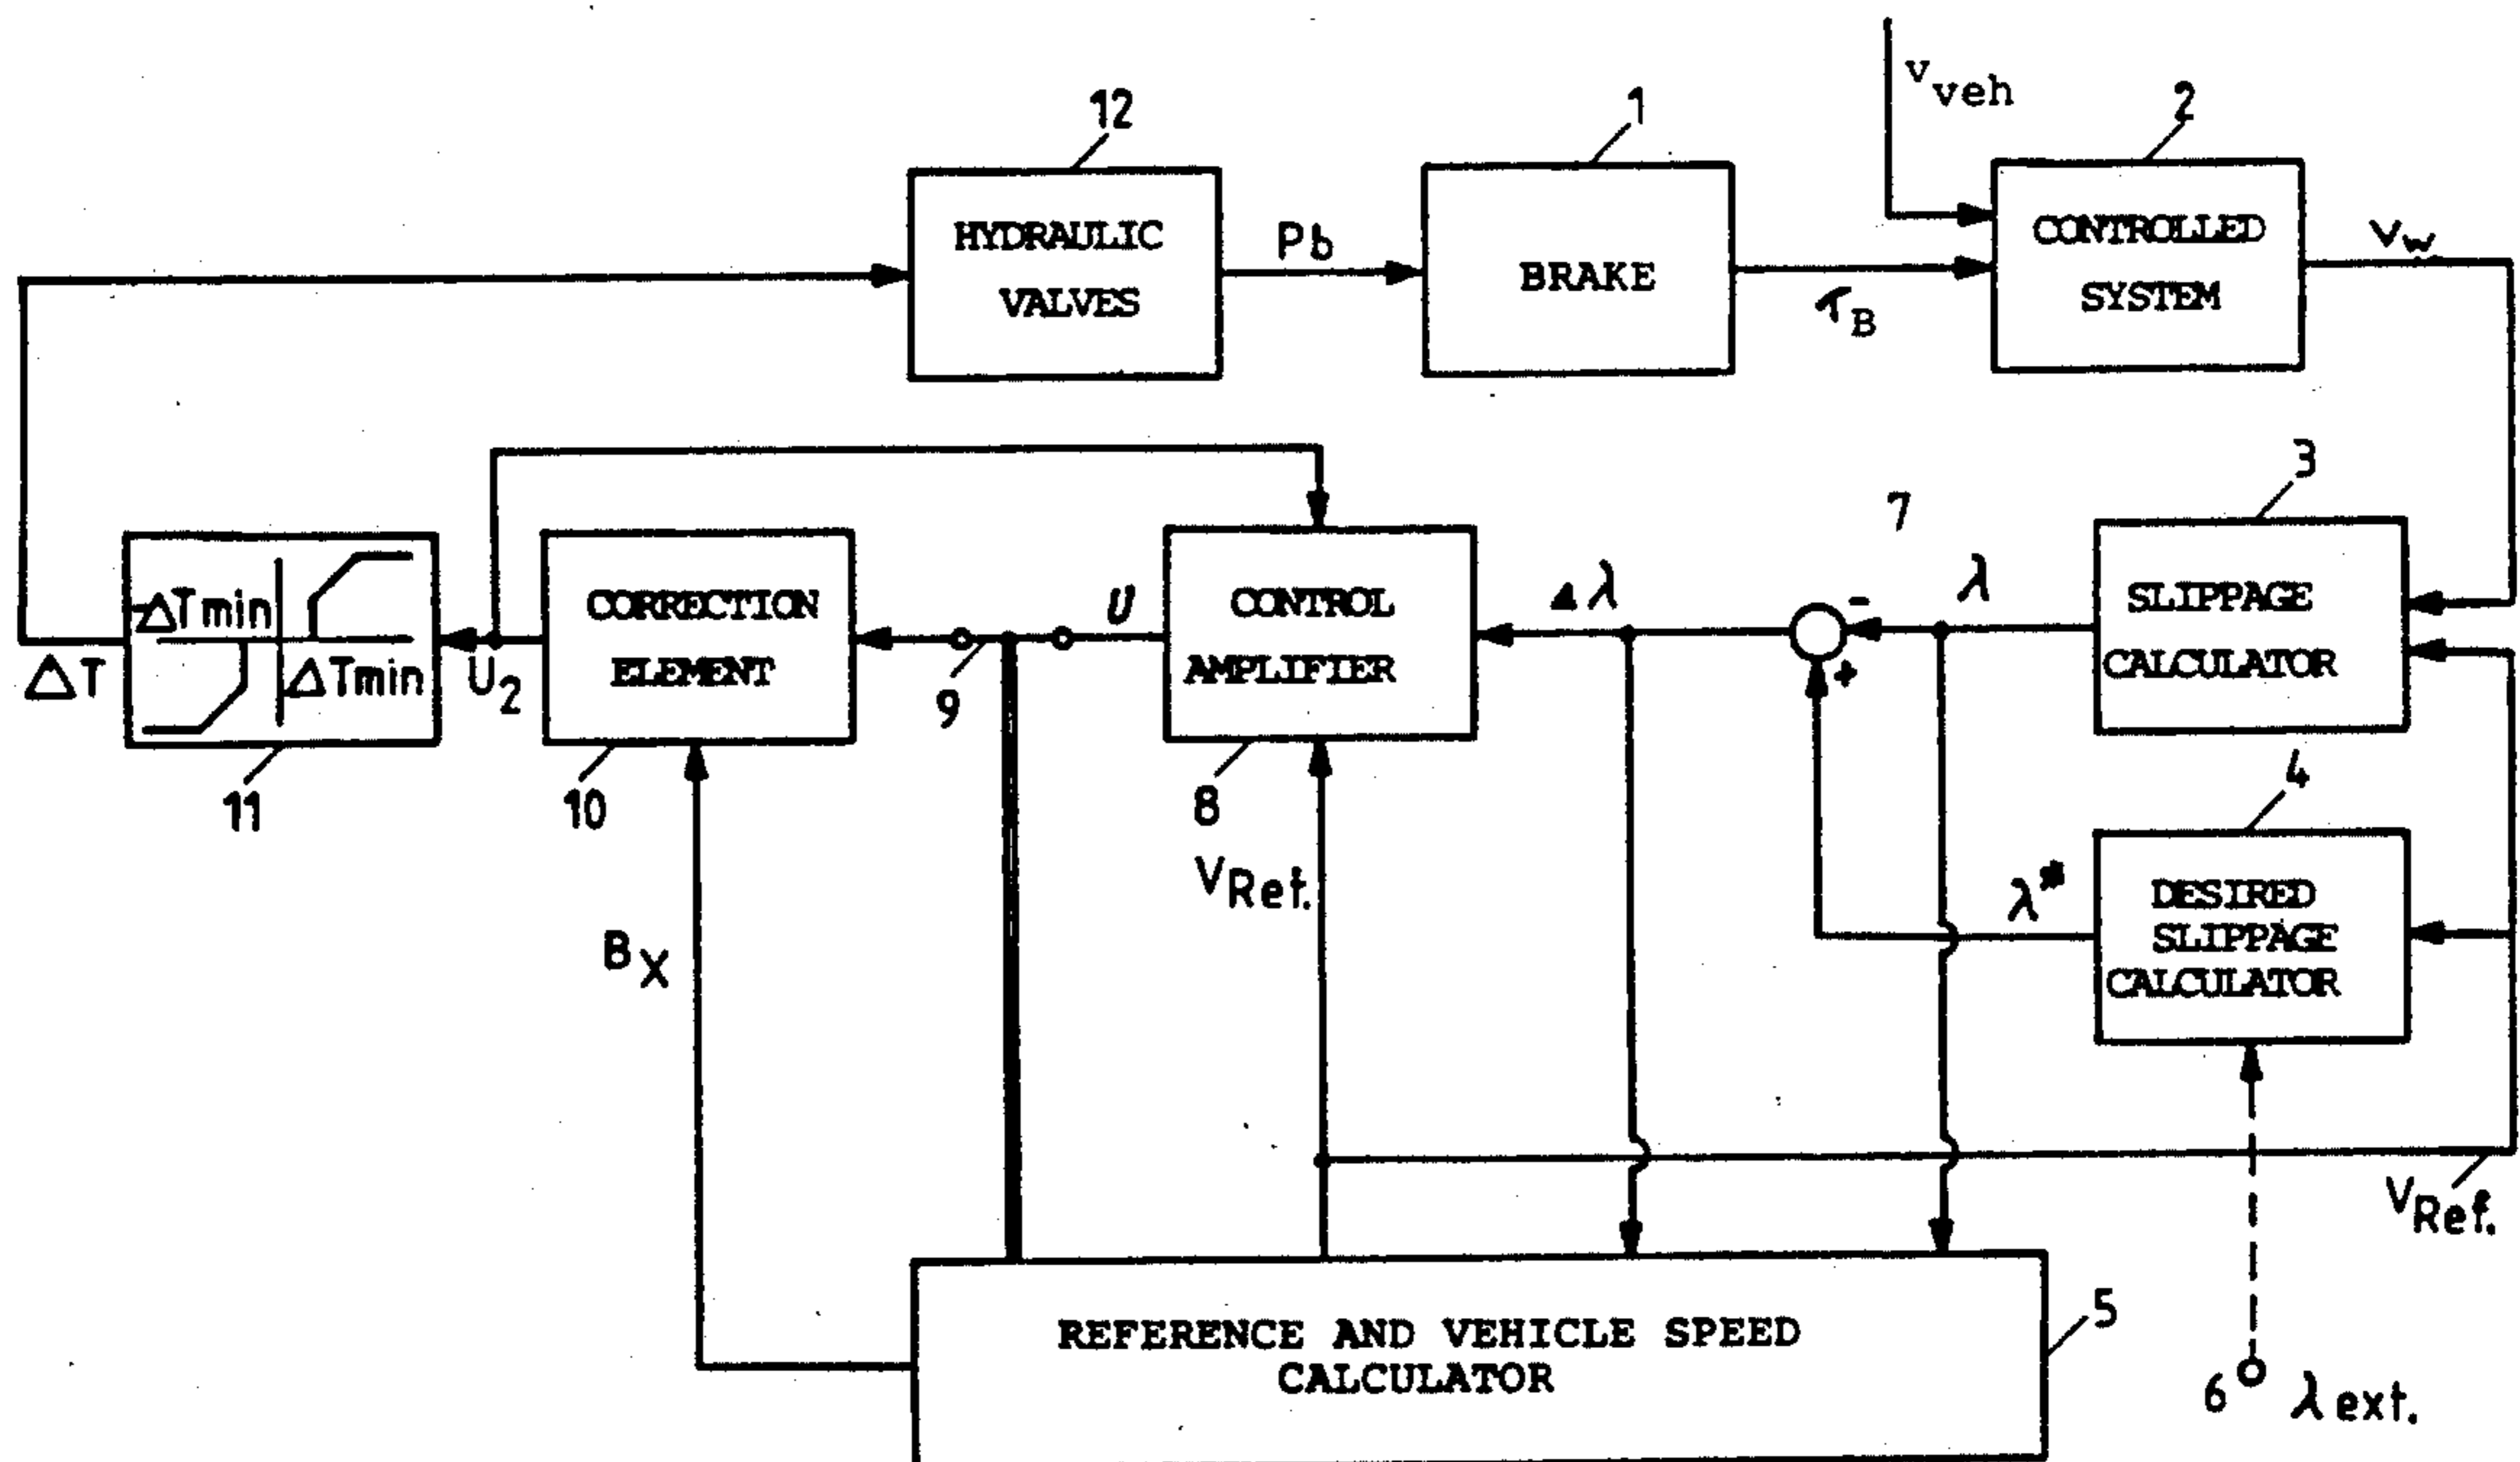 12
HYDRAULIC
VALVES
Pb
1
BRAKE
τB
vveh
2
CONTROLLED
SYSTEM
vw
3
SLIPPAGE
CALCULATOR
λ
7
-
+
Δλ
CONTROL
AMPLIFIER
8
U
9
CORRECTION
ELEMENT
10
U2
-ΔTmin
ΔTmin
11
ΔT
4
DESIRED
SLIPPAGE
CALCULATOR
λ*
VRef.
BX
VRef.
REFERENCE AND VEHICLE SPEED
CALCULATOR
5
6
λext.